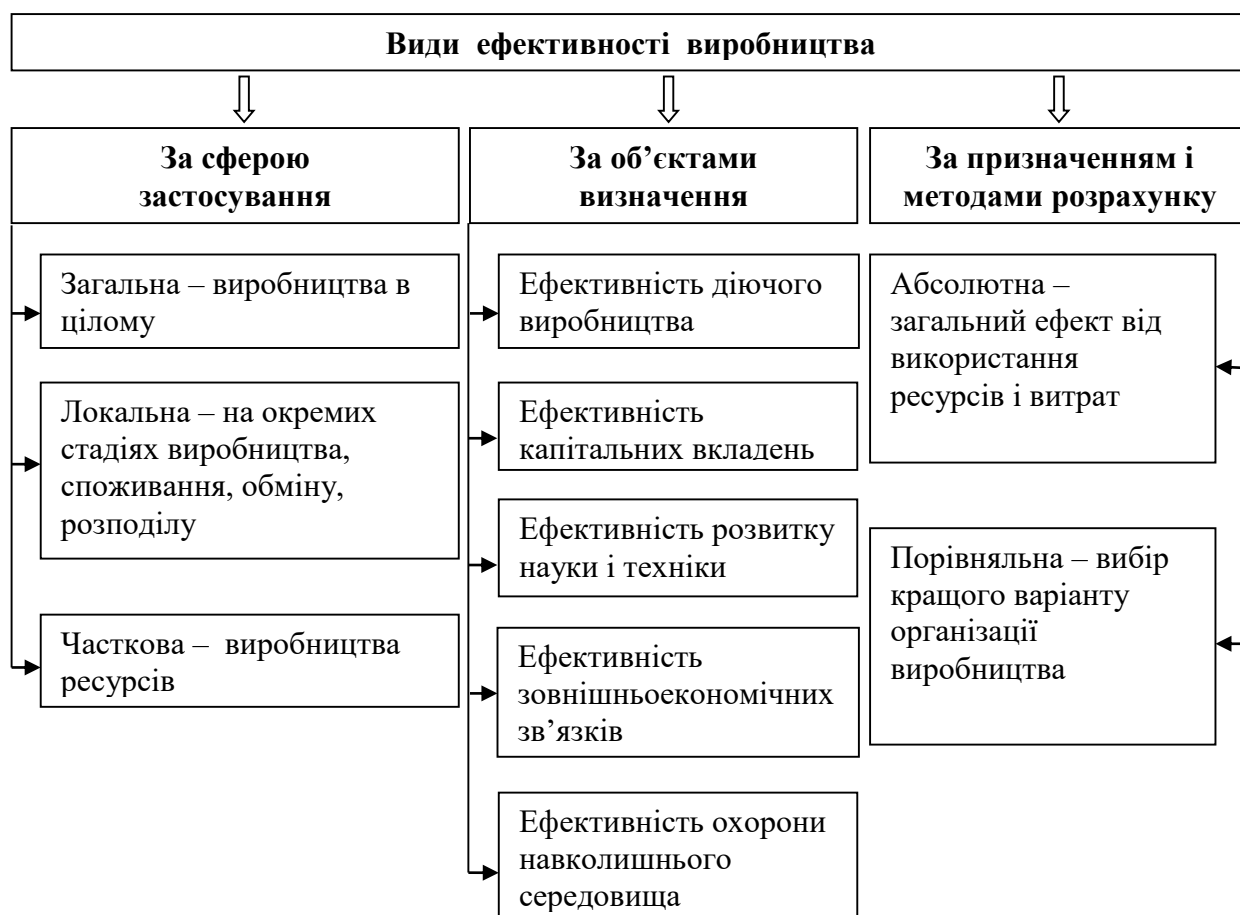 Види ефективності виробництва
За сферою
застосування
Загальна – виробництва в
цілому
Локальна – на окремих
стадіях виробництва,
споживання, обміну,
розподілу
Часткова – виробництва
ресурсів
За об’єктами
визначення
Ефективність діючого
виробництва
Ефективність
капітальних вкладень
Ефективність розвитку
науки і техніки
Ефективність
зовнішньоекономічних
зв’язків
Ефективність охорони
навколишнього
середовища
За призначенням і
методами розрахунку
Абсолютна –
загальний ефект від
використання
ресурсів і витрат
Порівняльна – вибір
кращого варіанту
організації
виробництва